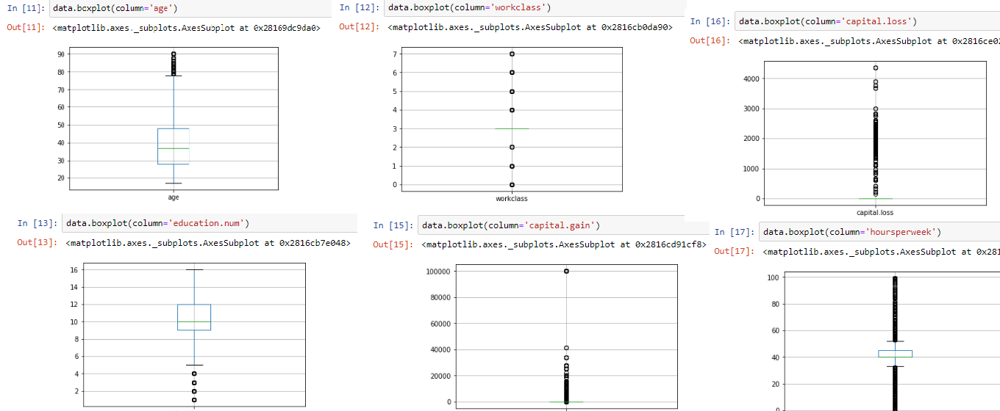 In [11]: data.boxplot(column='age')
Out[11]: <matplotlib.axes._subplots.AxesSubplot at 0x28169dc9da0>
90
80
70
60
50
40
30
20
age
In [12]: data.boxplot(column='workclass')
Out[12]: <matplotlib.axes._subplots.AxesSubplot at 0x2816cb0da90>
7
6
5
4
3
2
1
0
workclass
In [16]: data.boxplot(column='capital.loss')
Out[16]: <matplotlib.axes._subplots.AxesSubplot at 0x2816ce02
4000
3000
2000
1000
0
capital.loss
In [13]: data.boxplot(column='education.num')
Out[13]: <matplotlib.axes._subplots.AxesSubplot at 0x2816cb7e048>
16
14
12
10
8
6
4
2
In [15]: data.boxplot(column='capital.gain')
Out[15]: <matplotlib.axes._subplots.AxesSubplot at 0x2816cd91cf8>
100000
80000
60000
40000
20000
0
In [17]: data.boxplot(column='hoursperweek')
Out[17]: <matplotlib.axes._subplots.AxesSubplot at 0x281
100
80
60
40
20